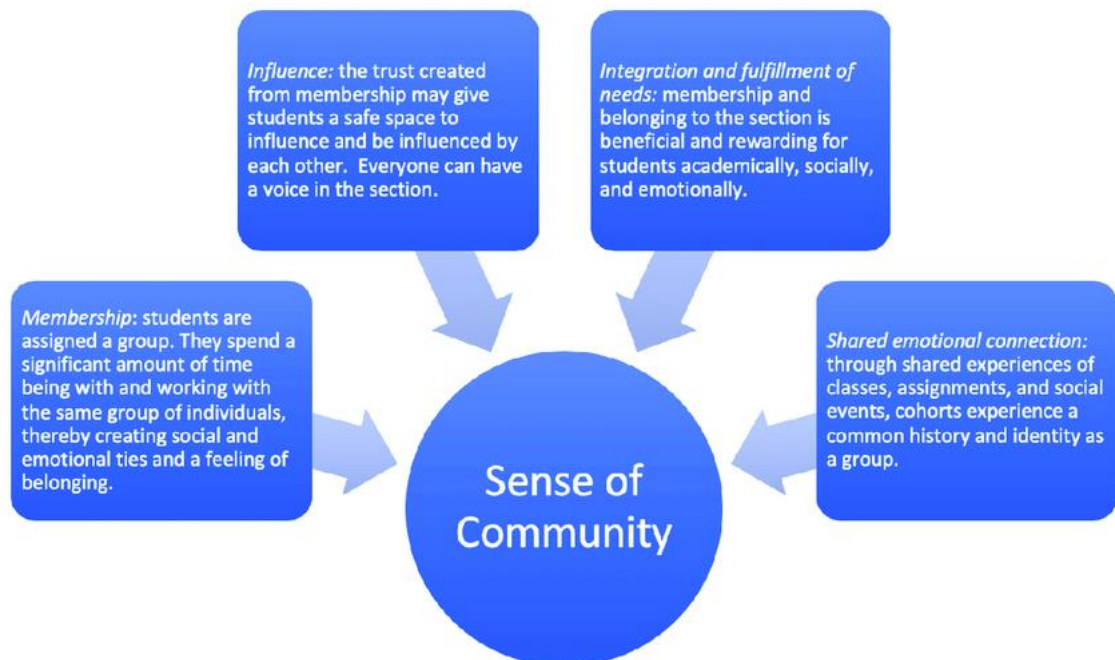 Influence: the trust created
from membership may give
students a safe space to
influence and be influenced by
each other.  Everyone can have
a voice in the section.
Integration and fulfillment of
needs: membership and
belonging to the section is
beneficial and rewarding for
students academically, socially,
and emotionally.
Membership: students are
assigned a group. They spend a
significant amount of time
being with and working with
the same group of individuals,
thereby creating social and
emotional ties and a feeling of
belonging.
Shared emotional connection:
through shared experiences of
classes, assignments, and social
events, cohorts experience a
common history and identity as
a group.
Sense of
Community